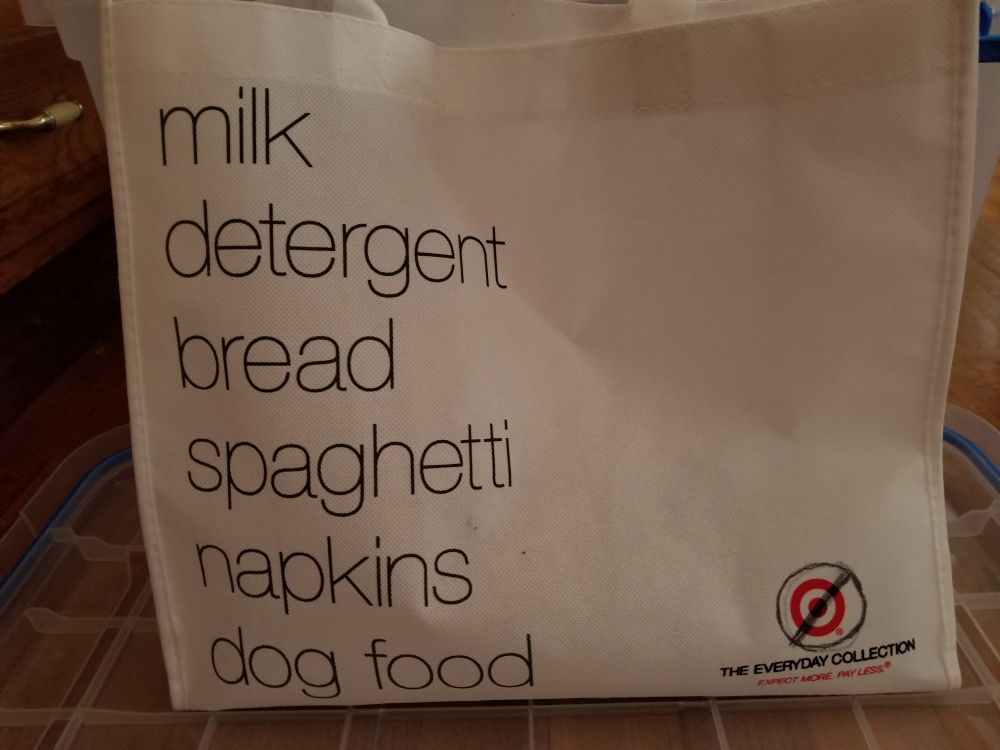 milk
detergent
bread
spaghetti
napkins
dog food
THE EVERYDAY COLLECTION
EXPECT MORE. PAY LESS.®